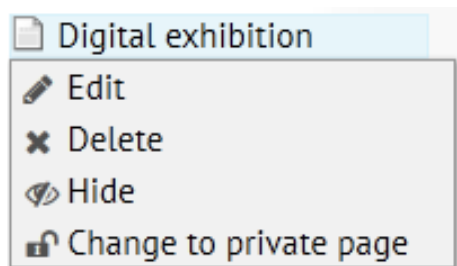 Digital exhibition
Edit
Delete
Hide
Change to private page